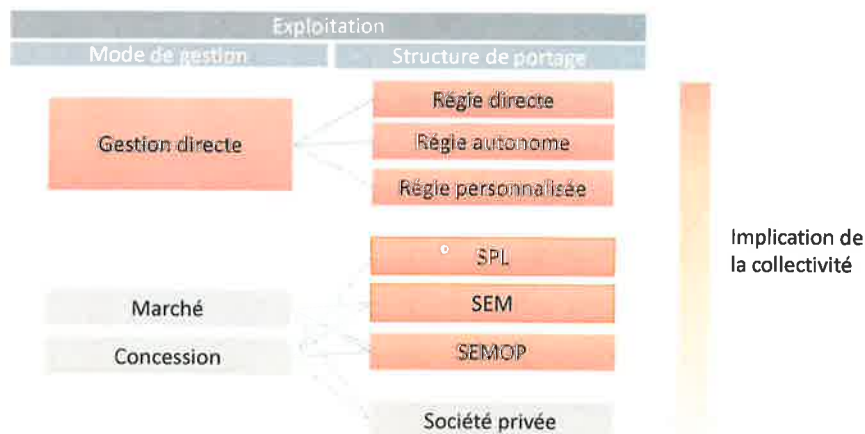 Exploitation
Mode de gestion
Structure de portage
Régie directe
Gestion directe
Régie autonome
Régie personnalisée
Implication de
la collectivité
SPL
Marché
SEM
Concession
SEMOP
Société privée